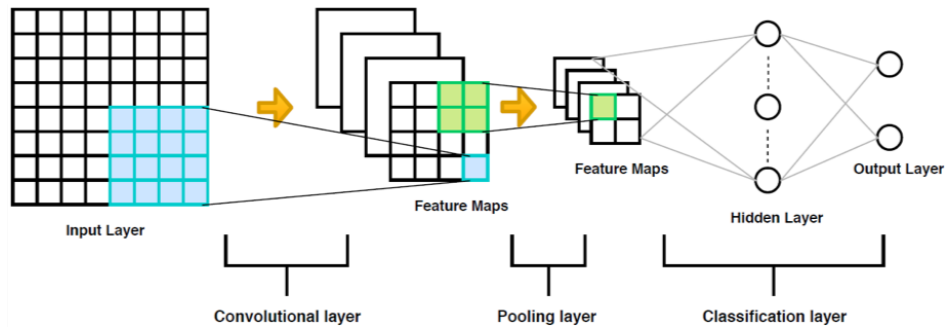 Input Layer
Feature Maps
Feature Maps
Hidden Layer
Output Layer
Convolutional layer
Pooling layer
Classification layer